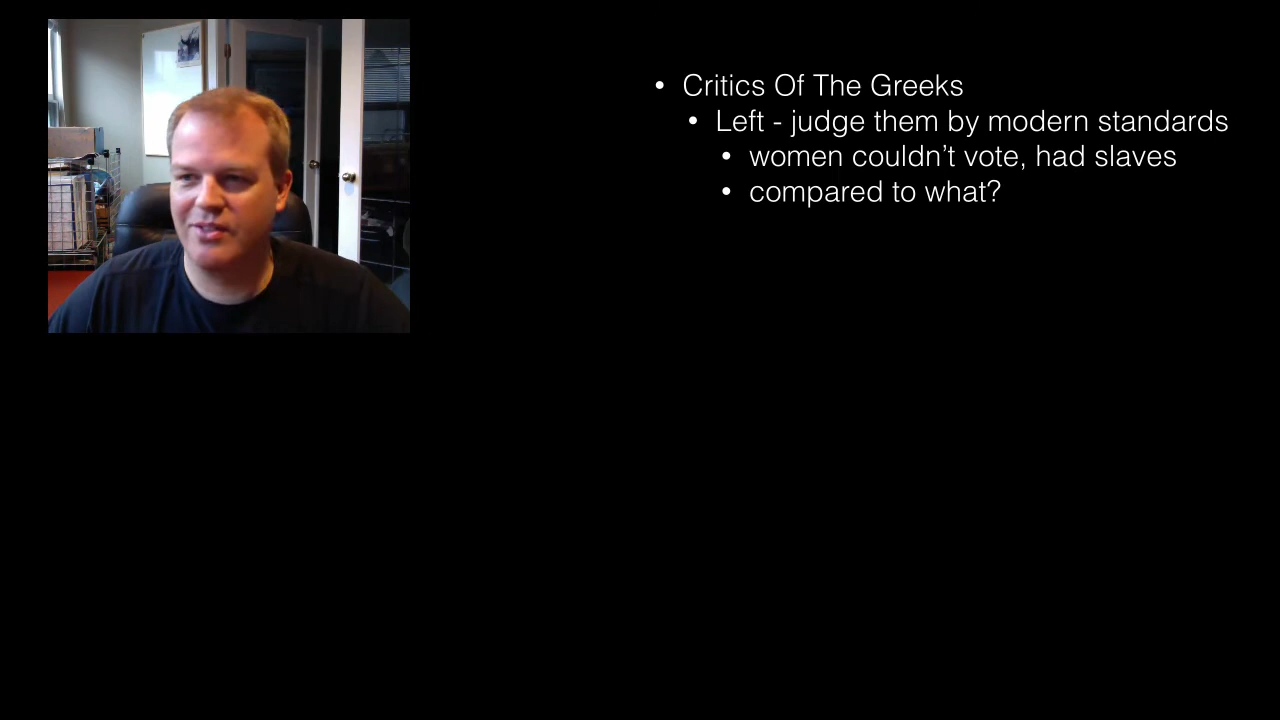 • Critics Of The Greeks
• Left - judge them by modern standards
• women couldn’t vote, had slaves
• compared to what?